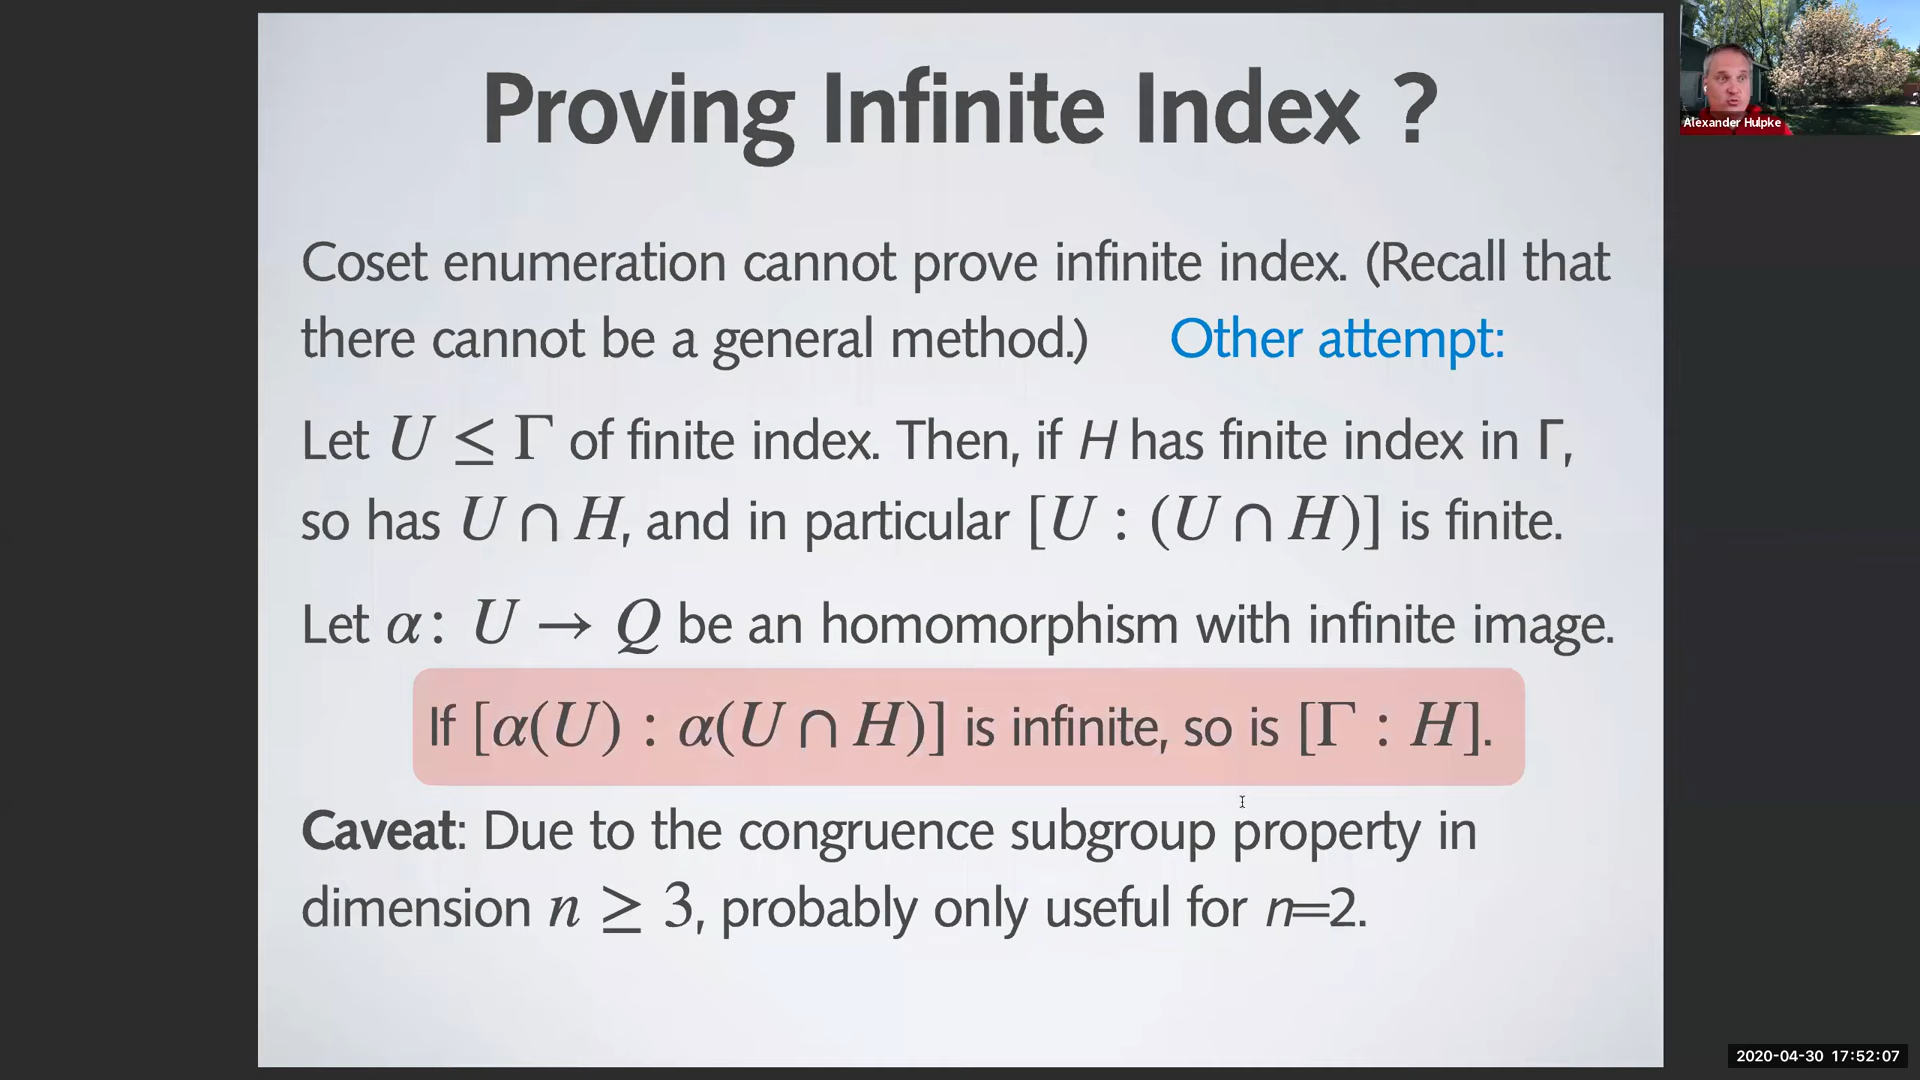 Proving Infinite Index ?
Coset enumeration cannot prove infinite index. (Recall that
there cannot be a general method.) Other attempt:
Let U ≤ Γ of finite index. Then, if H has finite index in Γ,
so has U ∩ H, and in particular [U : (U ∩ H)] is finite.
Let α: U → Q be an homomorphism with infinite image.
If [α(U) : α(U ∩ H)] is infinite, so is [Γ : H].
Caveat: Due to the congruence subgroup property in
dimension n ≥ 3, probably only useful for n=2.
Alexander Hulpke
2020-04-30 17:52:07